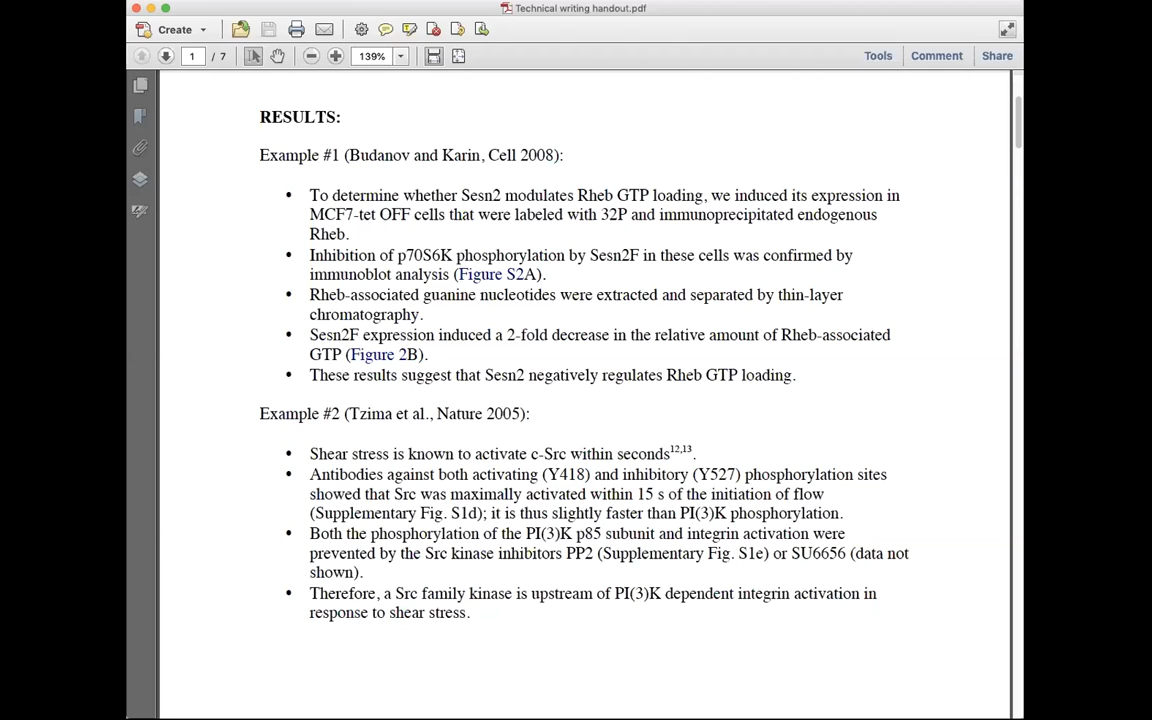 Technical writing handout.pdf
Create
1 / 7
139%
Tools Comment Share
RESULTS:
Example #1 (Budanov and Karin, Cell 2008):
• To determine whether Sesn2 modulates Rheb GTP loading, we induced its expression in
MCF7-tet OFF cells that were labeled with 32P and immunoprecipitated endogenous
Rheb.
• Inhibition of p70S6K phosphorylation by Sesn2F in these cells was confirmed by
immunoblot analysis (Figure S2A).
• Rheb-associated guanine nucleotides were extracted and separated by thin-layer
chromatography.
• Sesn2F expression induced a 2-fold decrease in the relative amount of Rheb-associated
GTP (Figure 2B).
• These results suggest that Sesn2 negatively regulates Rheb GTP loading.
Example #2 (Tzima et al., Nature 2005):
• Shear stress is known to activate c-Src within seconds12,13.
• Antibodies against both activating (Y418) and inhibitory (Y527) phosphorylation sites
showed that Src was maximally activated within 15 s of the initiation of flow
(Supplementary Fig. S1d); it is thus slightly faster than PI(3)K phosphorylation.
• Both the phosphorylation of the PI(3)K p85 subunit and integrin activation were
prevented by the Src kinase inhibitors PP2 (Supplementary Fig. S1e) or SU6656 (data not
shown).
• Therefore, a Src family kinase is upstream of PI(3)K dependent integrin activation in
response to shear stress.